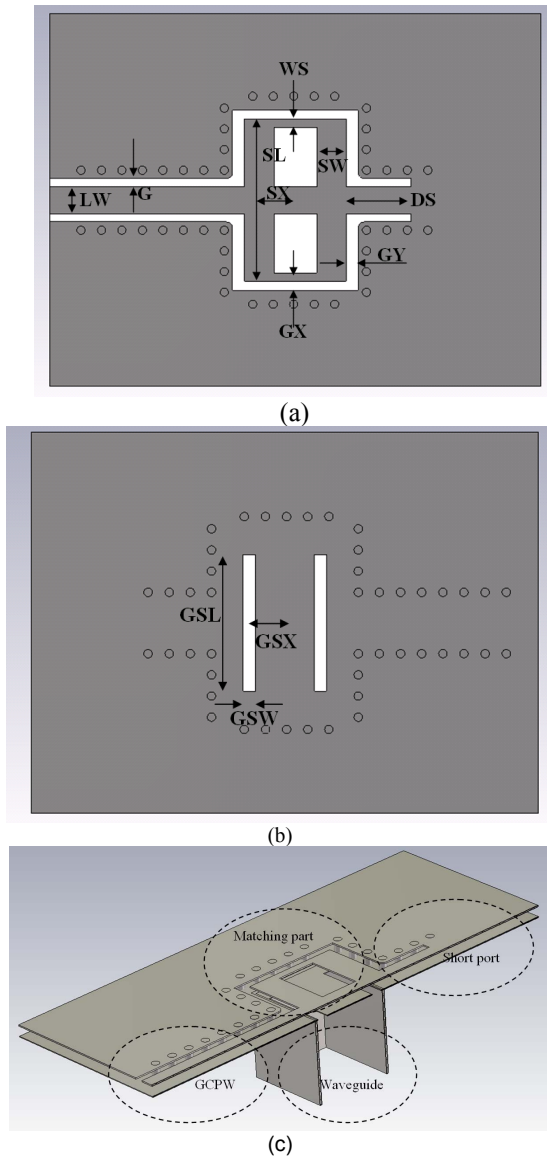 WS
SL
SW
LW
G
SX
DS
GY
GX
(a)
GSL
GSX
GSW
(b)
Matching part
Short port
GCPW
Waveguide
(c)